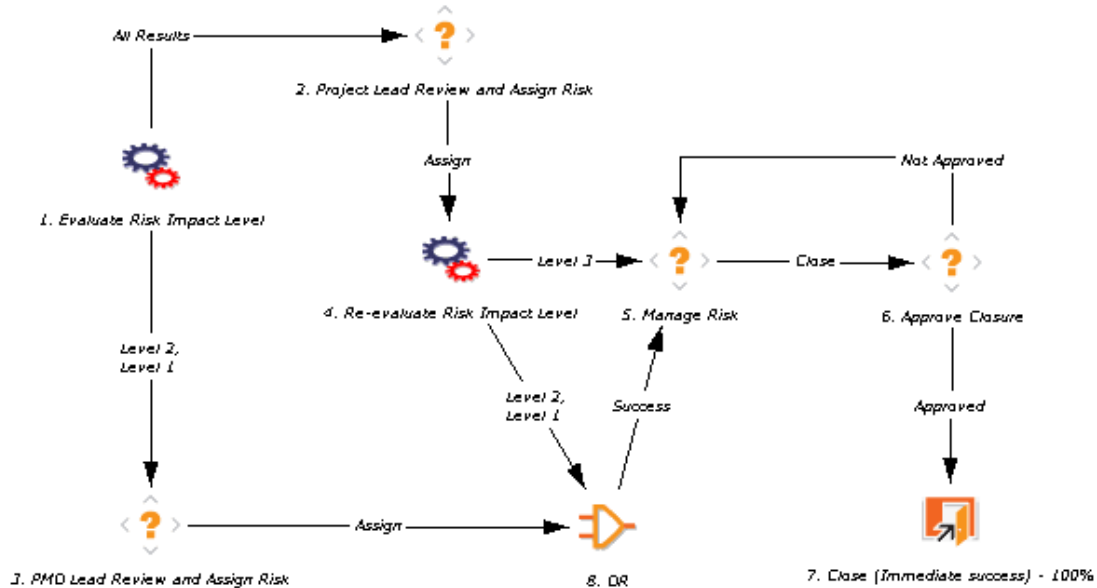 All Results
2. Project Lead Review and Assign Risk
Assign
Not Approved
1. Evaluate Risk Impact Level
Level 3
Close
4. Re-evaluate Risk Impact Level
5. Manage Risk
6. Approve Closure
Level 2,
Level 1
Level 2,
Level 1
Success
Approved
Assign
3. PMO Lead Review and Assign Risk
8. OR
7. Close (Immediate success) - 100%